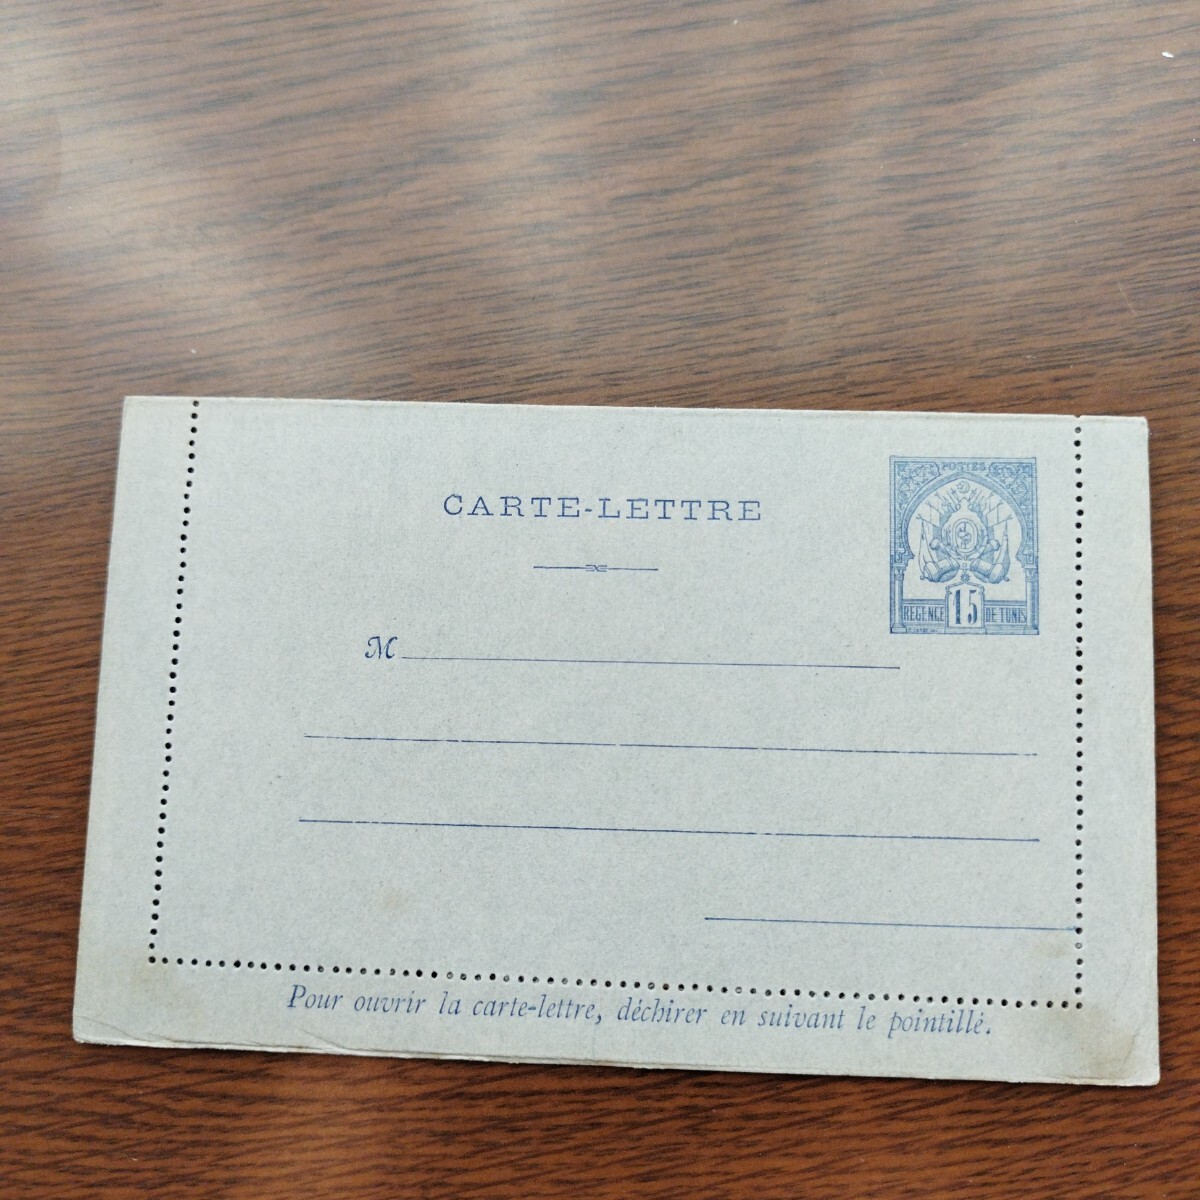 POSTES
CARTE-LETTRE
REGENCE 15 DE TUNIS
M
Pour ouvrir la carte-lettre, déchirer en suivant le pointillé.